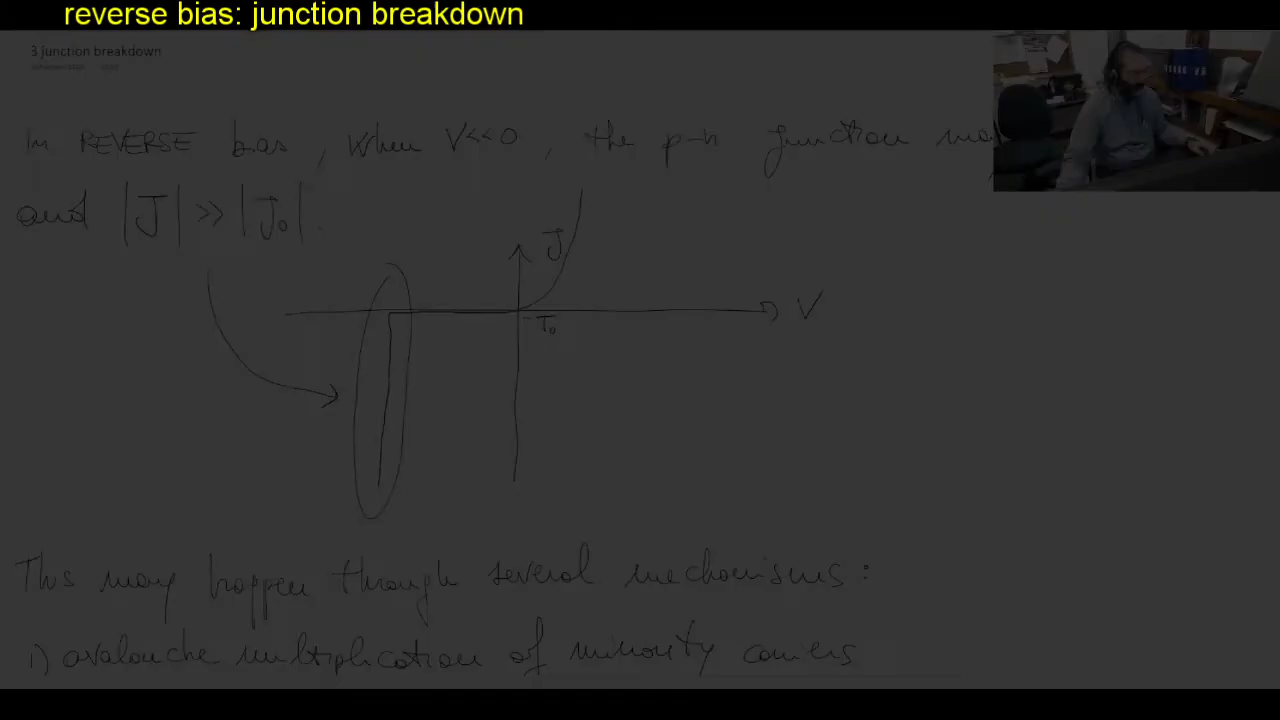 reverse bias: junction breakdown
3 junction breakdown
In REVERSE bias, when V<<0, the p-n junction may
and |J| >> |J₀|.
J
V
-J₀
This may happen through several mechanisms:
1) avalanche multiplication of minority carriers